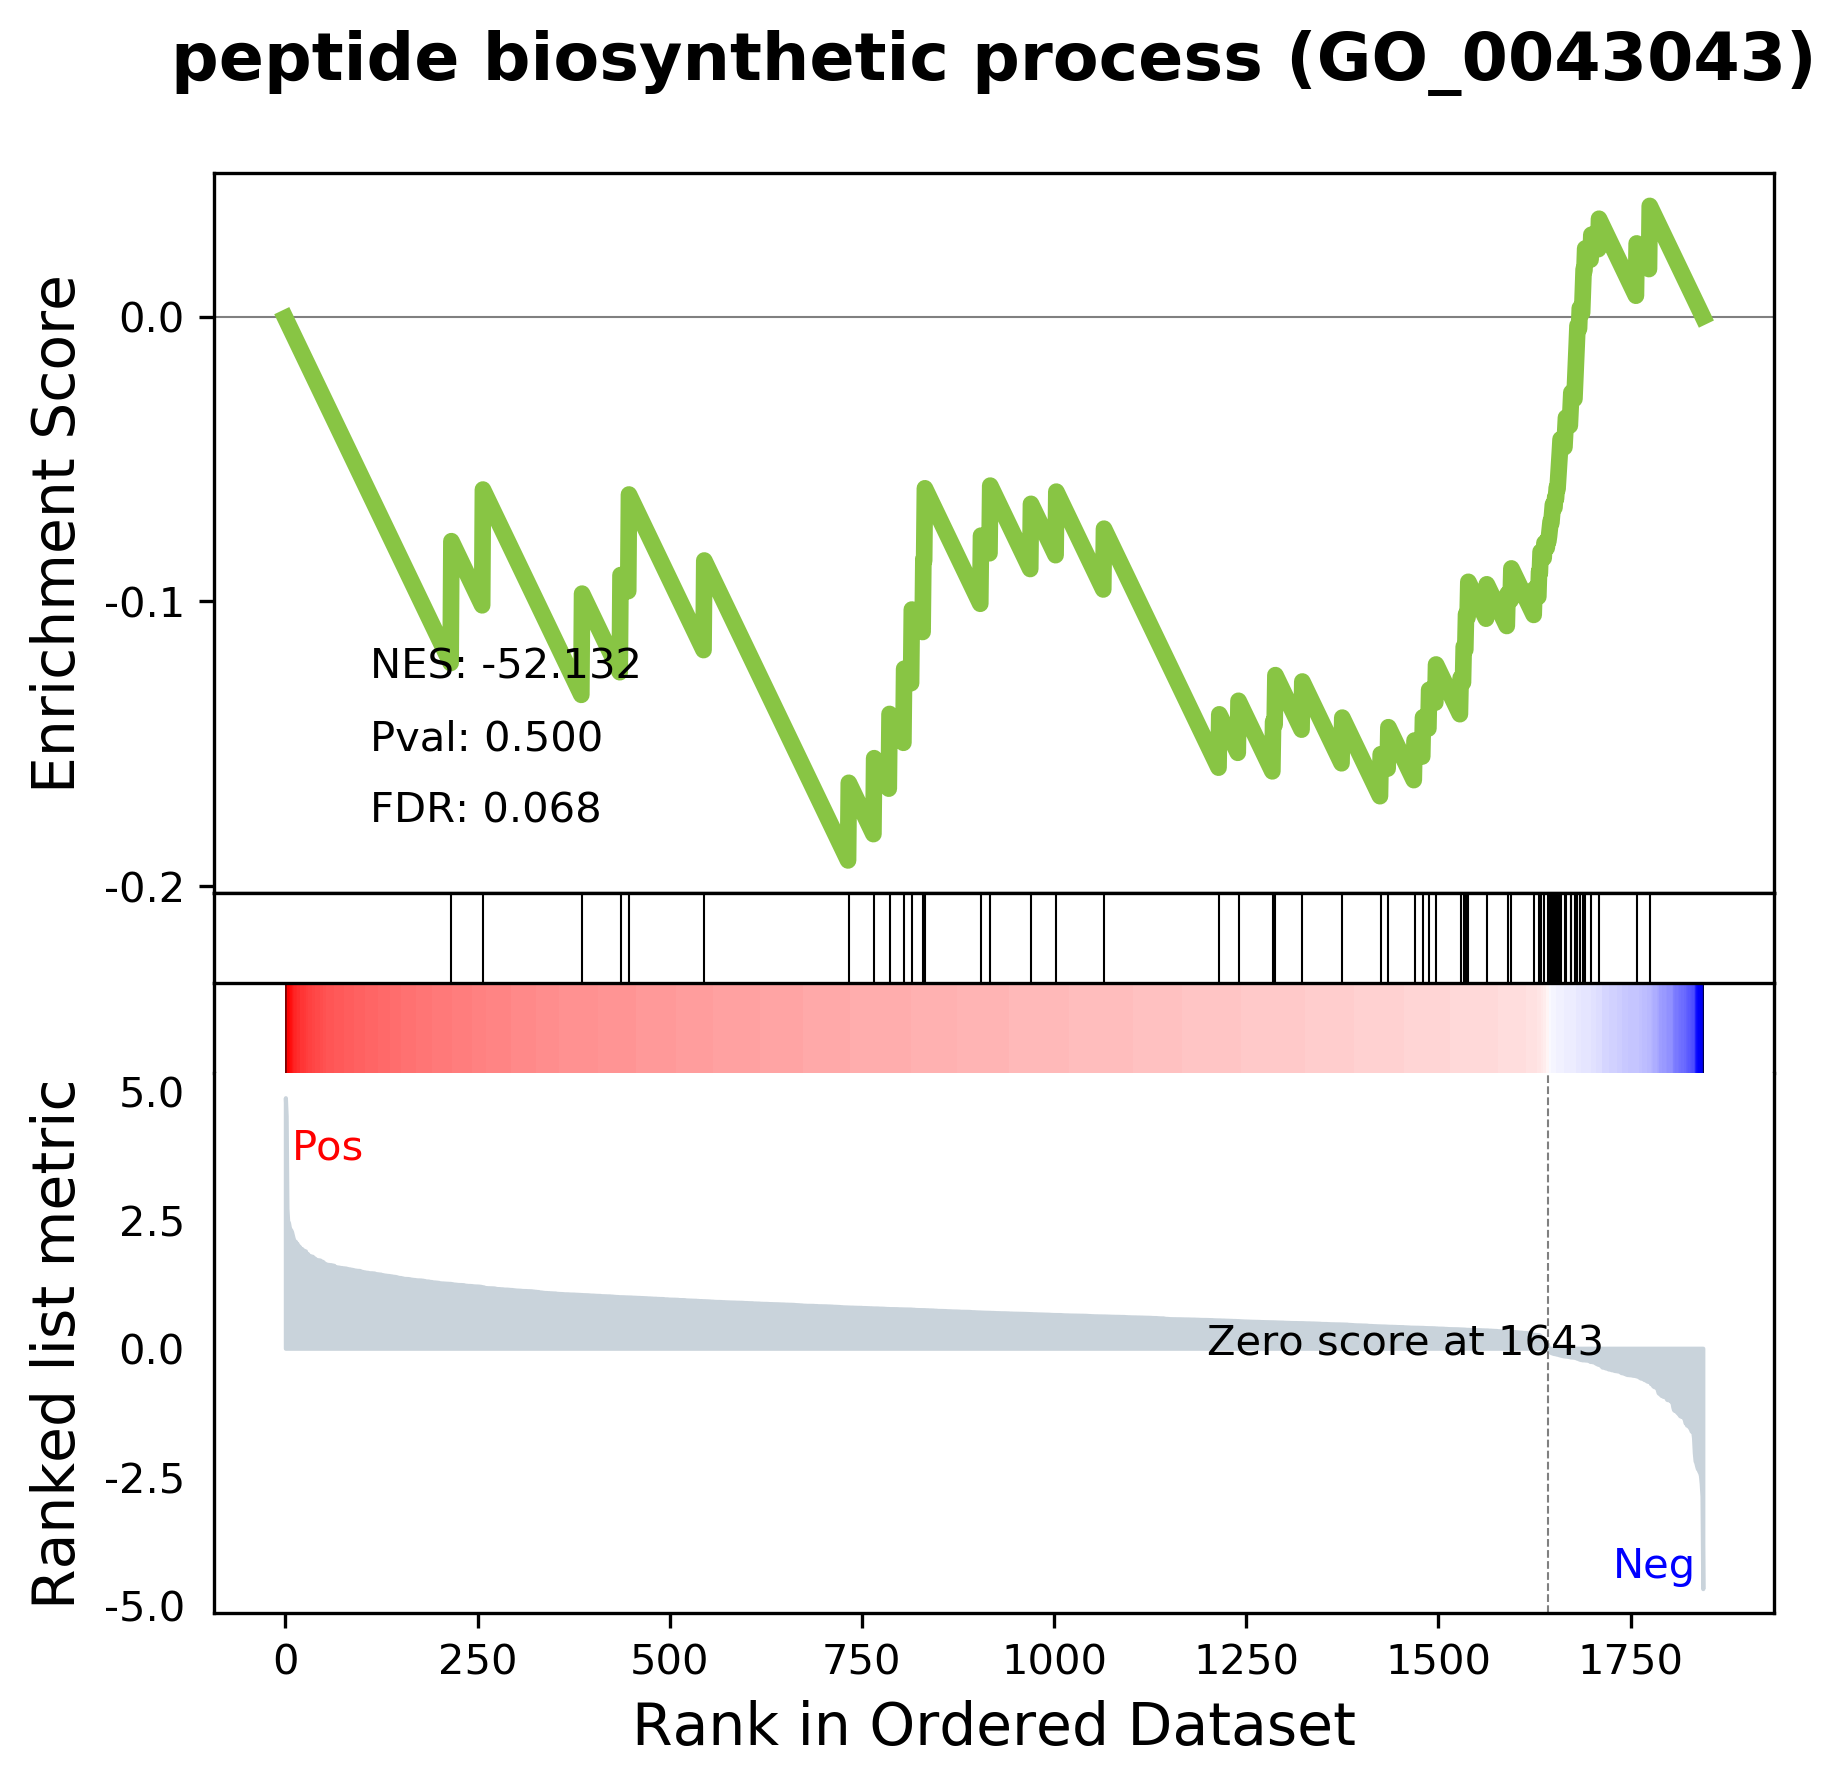 peptide biosynthetic process (GO_0043043)
Enrichment Score
0.0
-0.1
-0.2
NES: -52.132
Pval: 0.500
FDR: 0.068
Ranked list metric
5.0
2.5
0.0
-2.5
-5.0
Pos
Zero score at 1643
Neg
0 250 500 750 1000 1250 1500 1750
Rank in Ordered Dataset